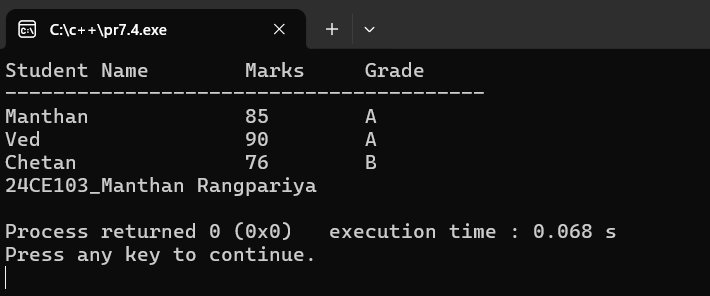 C:\c++\pr7.4.exe
Student Name        Marks     Grade
----------------------------------------
Manthan             85        A
Ved                 90        A
Chetan              76        B
24CE103_Manthan Rangpariya
Process returned 0 (0x0)   execution time : 0.068 s
Press any key to continue.